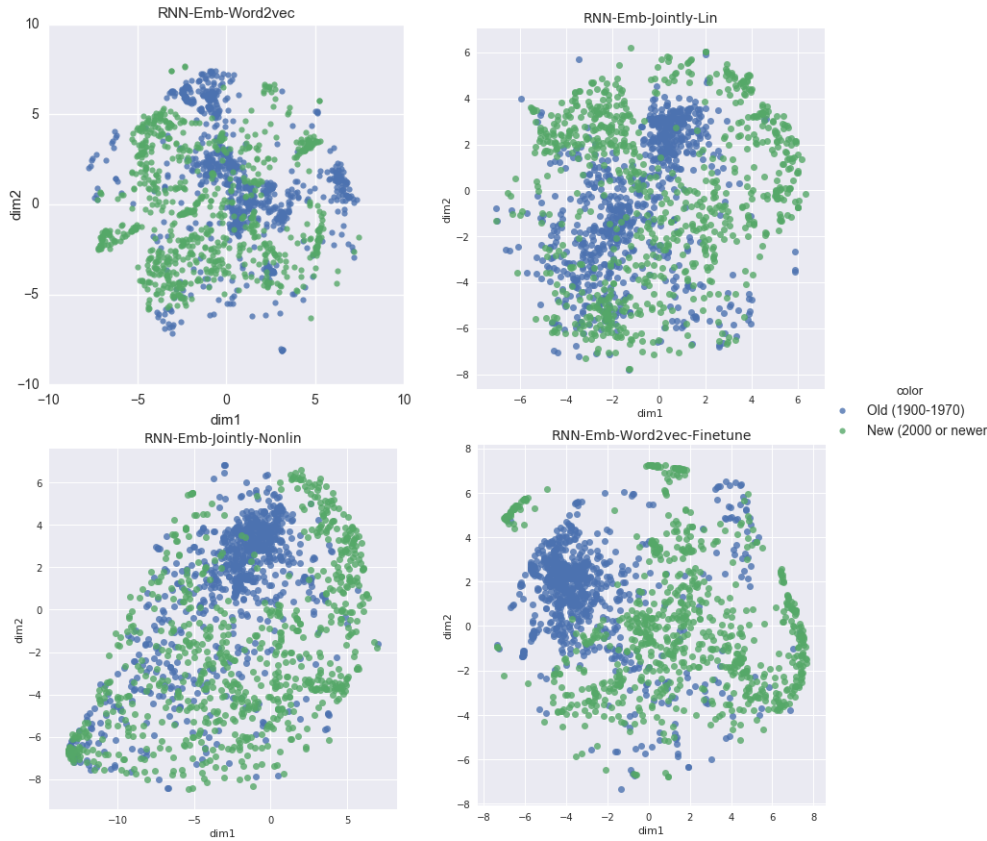 RNN-Emb-Word2vec
10
5
0
−5
−10
dim2
−10 −5 0 5 10
dim1
RNN-Emb-Jointly-Lin
6
4
2
0
−2
−4
−6
−8
dim2
−6 −4 −2 0 2 4 6
dim1
color
Old (1900-1970)
New (2000 or newer
RNN-Emb-Jointly-Nonlin
6
4
2
0
−2
−4
−6
−8
dim2
−10 −5 0 5
dim1
RNN-Emb-Word2vec-Finetune
8
6
4
2
0
−2
−4
−6
−8
dim2
−8 −6 −4 −2 0 2 4 6 8
dim1